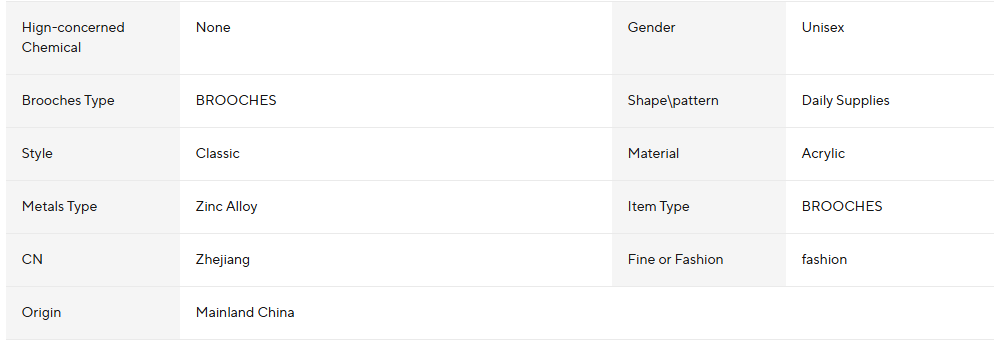 Hign-concerned
Chemical
None
Gender
Unisex
Brooches Type
BROOCHES
Shape\pattern
Daily Supplies
Style
Classic
Material
Acrylic
Metals Type
Zinc Alloy
Item Type
BROOCHES
CN
Zhejiang
Fine or Fashion
fashion
Origin
Mainland China